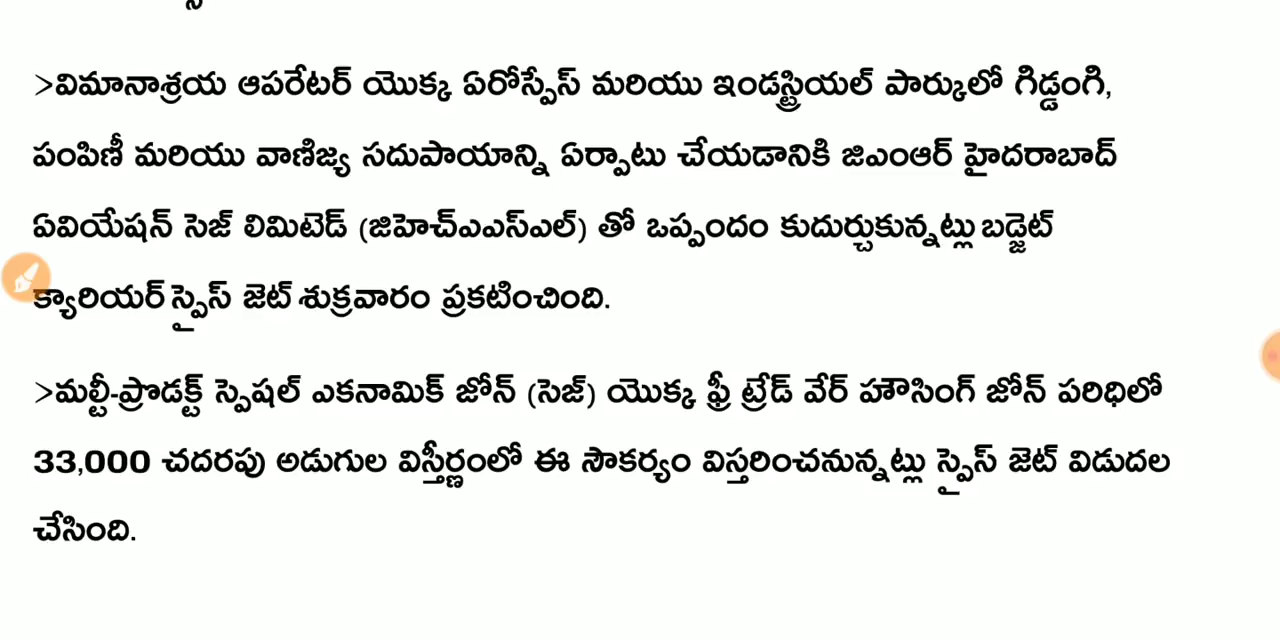 >విమానాశ్రయ ఆపరేటర్ యొక్క ఏరోస్పేస్ మరియు ఇండస్ట్రియల్ పార్కులో గిడ్డంగి,
పంపిణీ మరియు వాణిజ్య సదుపాయాన్ని ఏర్పాటు చేయడానికి జిఎంఆర్ హైదరాబాద్
ఏవియేషన్ సెజ్ లిమిటెడ్ (జిహెచ్ఎఎస్ఎల్) తో ఒప్పందం కుదుర్చుకున్నట్లు బడ్జెట్
క్యారియర్ స్పైస్ జెట్ శుక్రవారం ప్రకటించింది.
>మల్టీ-ప్రొడక్ట్ స్పెషల్ ఎకనామిక్ జోన్ (సెజ్) యొక్క ఫ్రీ ట్రేడ్ వేర్ హౌసింగ్ జోన్ పరిధిలో
33,000 చదరపు అడుగుల విస్తీర్ణంలో ఈ సౌకర్యం విస్తరించనున్నట్లు స్పైస్ జెట్ విడుదల
చేసింది.